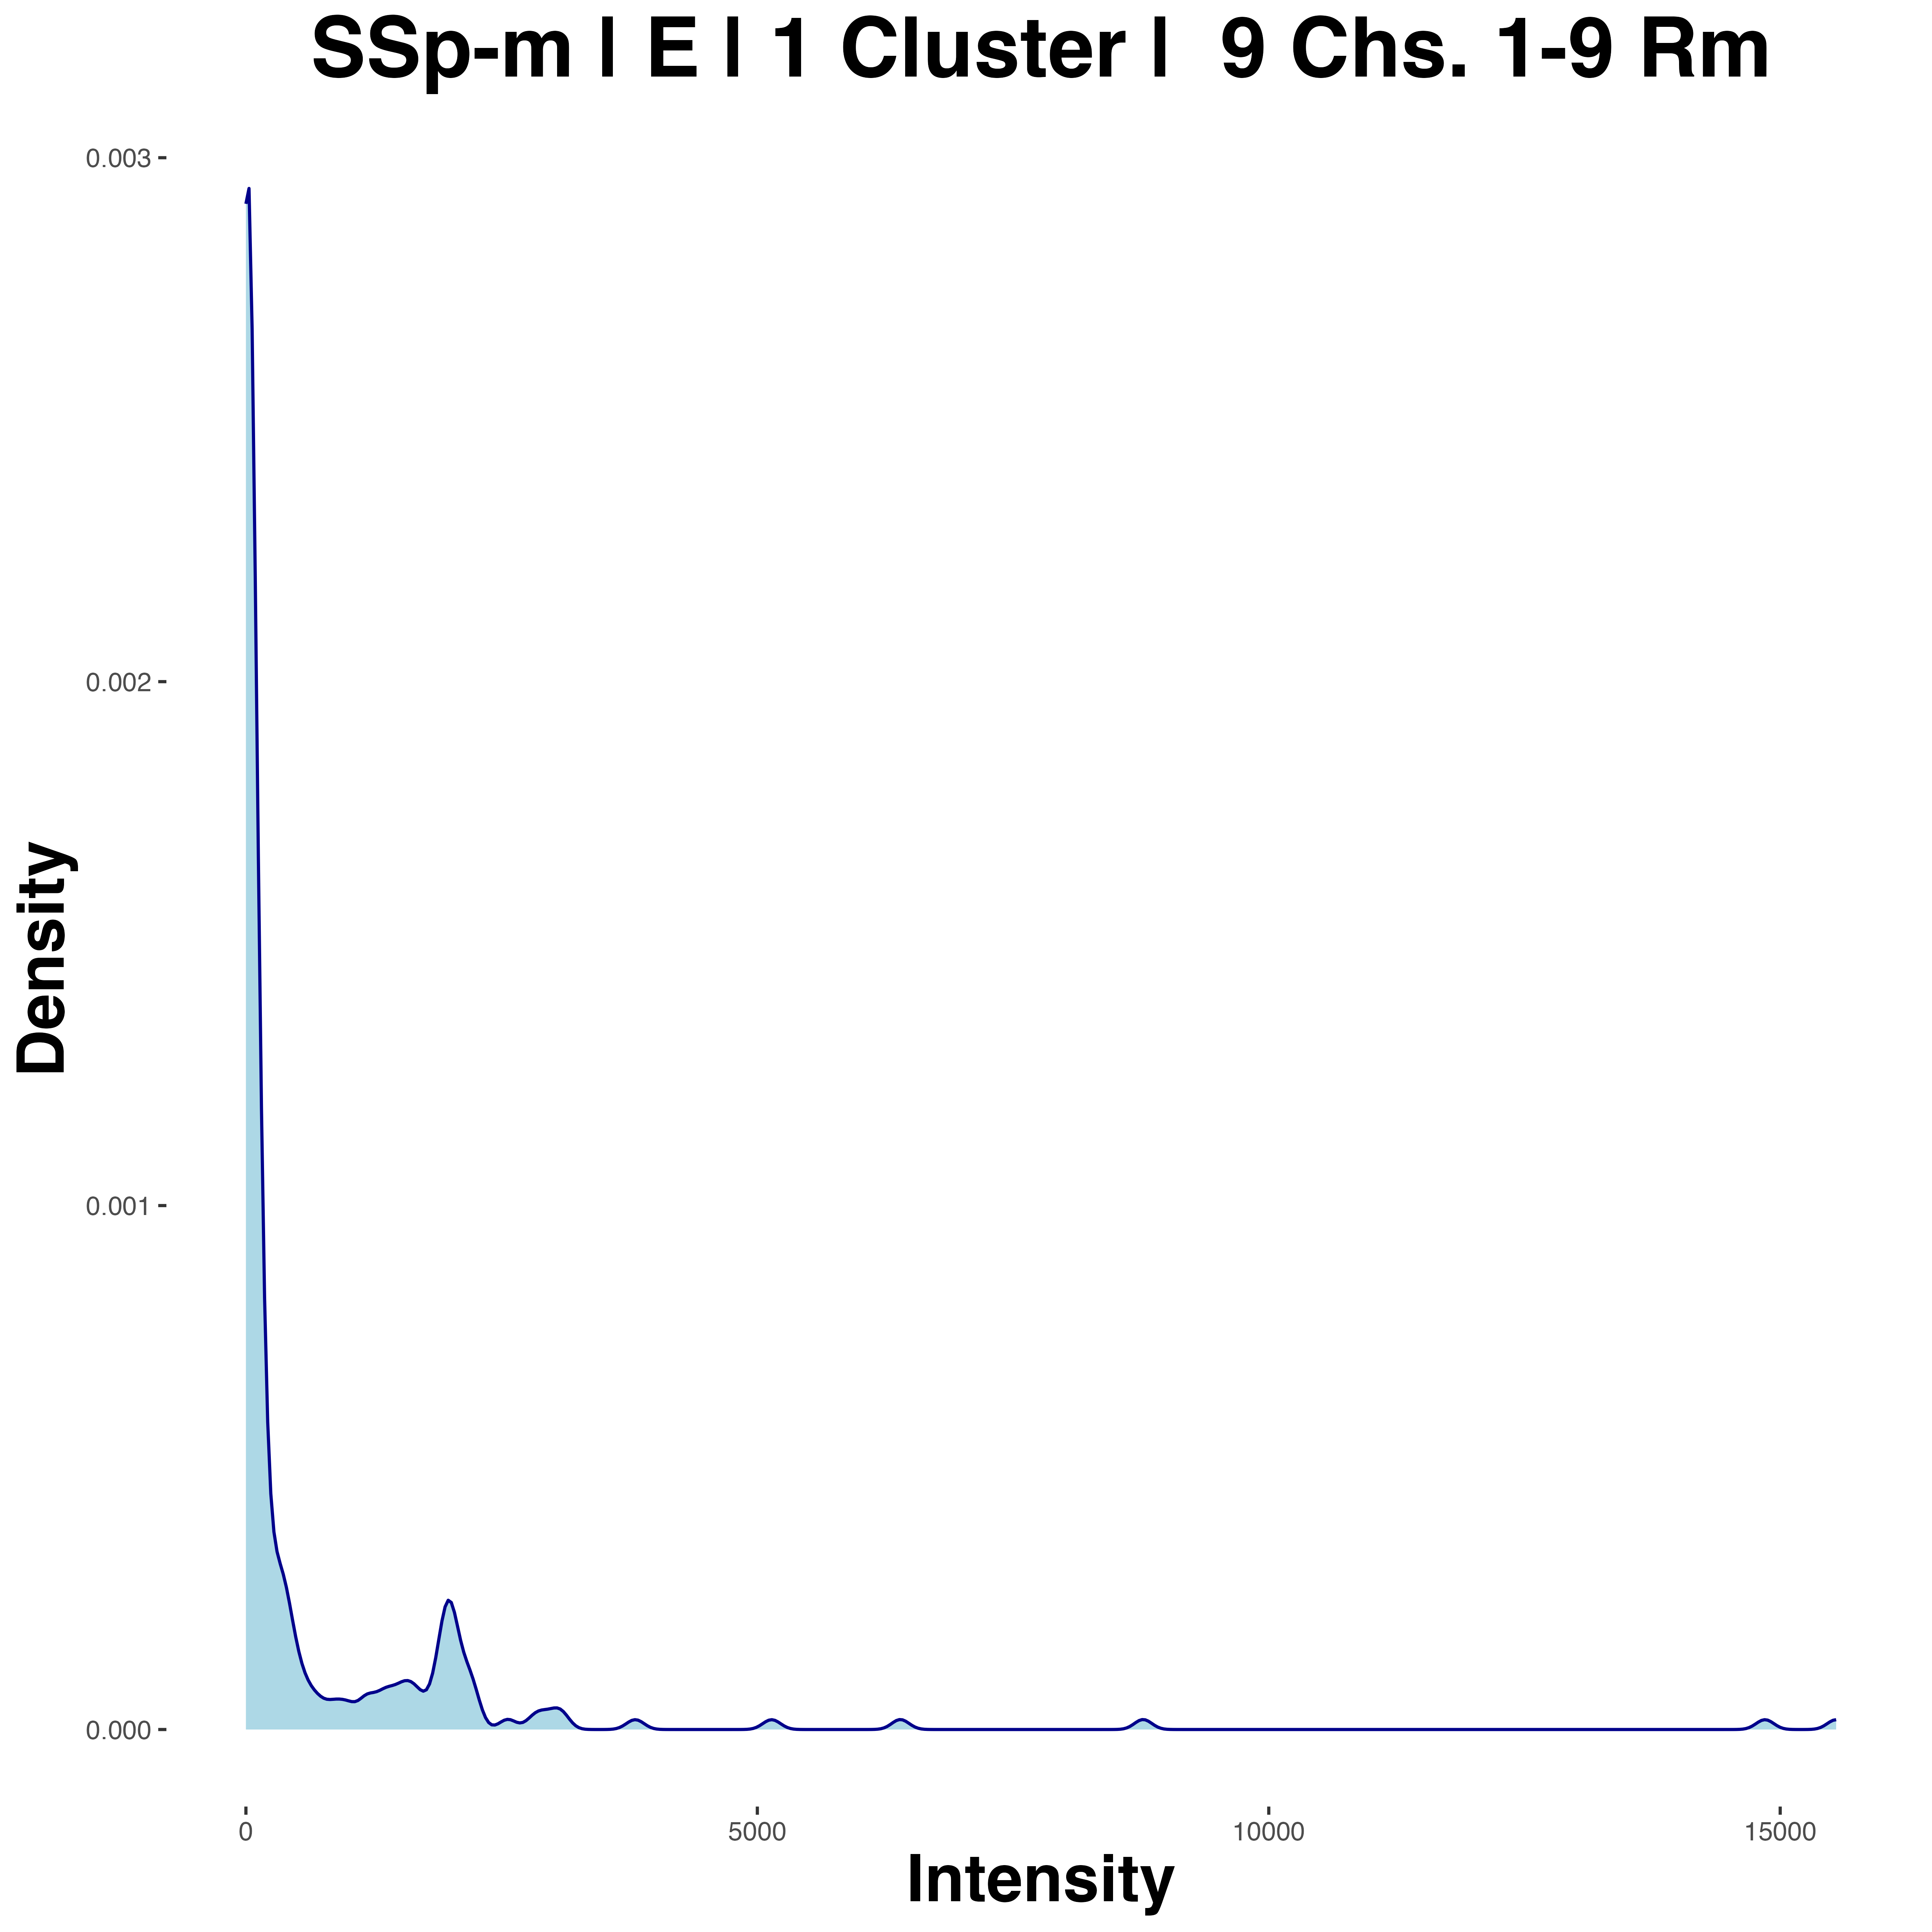 SSp-m | E | 1 Cluster |  9 Chs. 1-9 Rm
0.003
0.002
0.001
0.000
Density
0
5000
10000
15000
Intensity